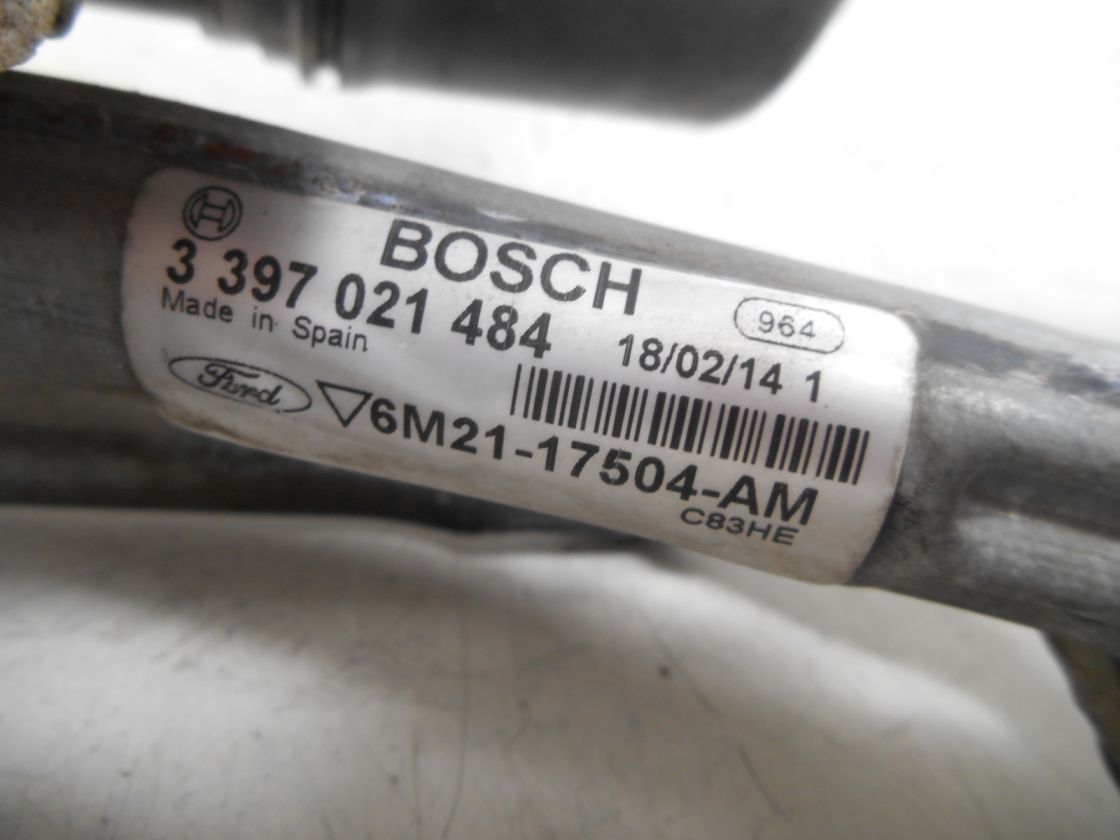 BOSCH
3 397 021 484
964
Made in Spain
18/02/14 1
Ford
6M21-17504-AM
C83HE